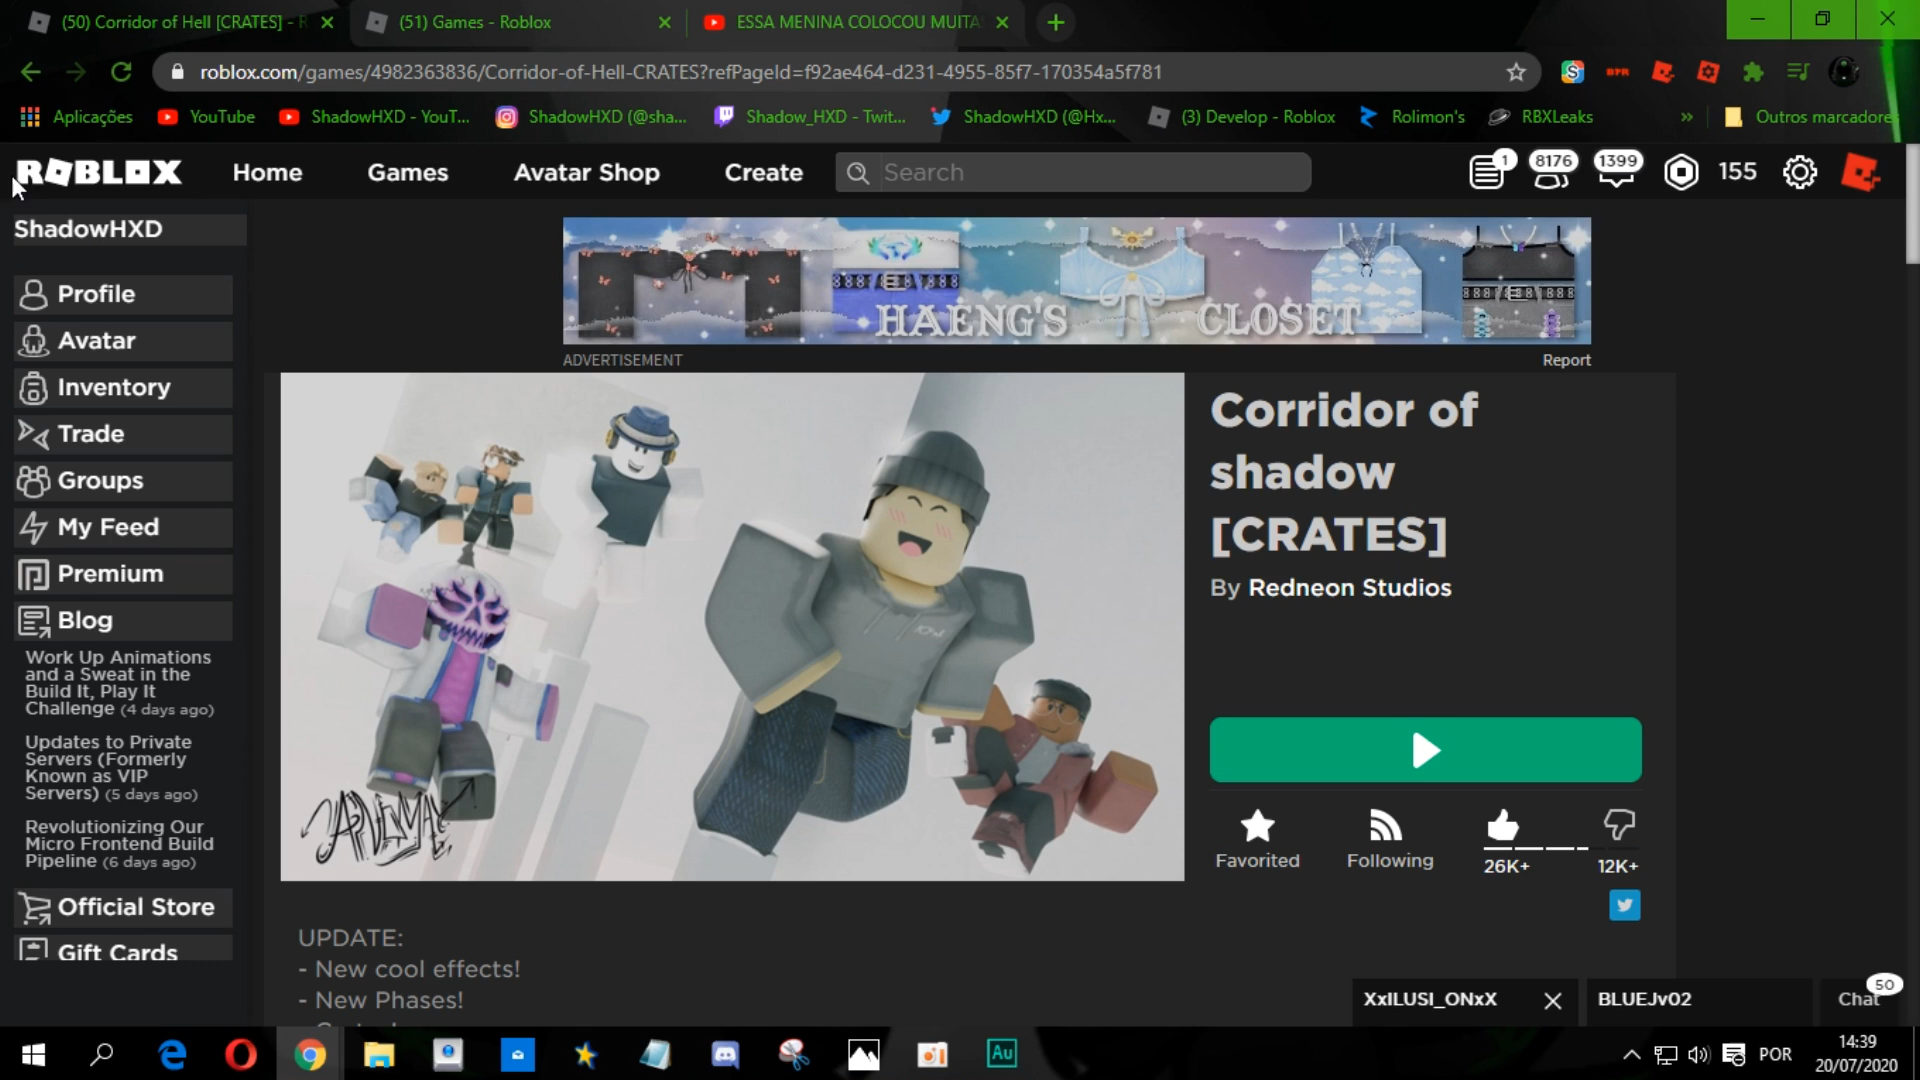 (50) Corridor of Hell [CRATES] - R
(51) Games - Roblox
ESSA MENINA COLOCOU MUITA
roblox.com/games/4982363836/Corridor-of-Hell-CRATES?refPageId=f92ae464-d231-4955-85f7-170354a5f781
Aplicações
YouTube
ShadowHXD - YouT...
ShadowHXD (@sha...
Shadow_HXD - Twit...
ShadowHXD (@Hx...
(3) Develop - Roblox
Rolimon's
RBXLeaks
»
Outros marcadores
ROBLOX
Home
Games
Avatar Shop
Create
Search
1
8176
1399
155
ShadowHXD
Profile
Avatar
Inventory
Trade
Groups
My Feed
Premium
Blog
Work Up Animations
and a Sweat in the
Build It, Play It
Challenge (4 days ago)
Updates to Private
Servers (Formerly
Known as VIP
Servers) (5 days ago)
Revolutionizing Our
Micro Frontend Build
Pipeline (6 days ago)
Official Store
Gift Cards
HAENG'S CLOSET
ADVERTISEMENT
Report
Corridor of
shadow
[CRATES]
By Redneon Studios
Favorited
Following
26K+
12K+
UPDATE:
- New cool effects!
- New Phases!
XxILUSI_ONxX
BLUEJv02
Chat
50
Au
POR
14:39
20/07/2020